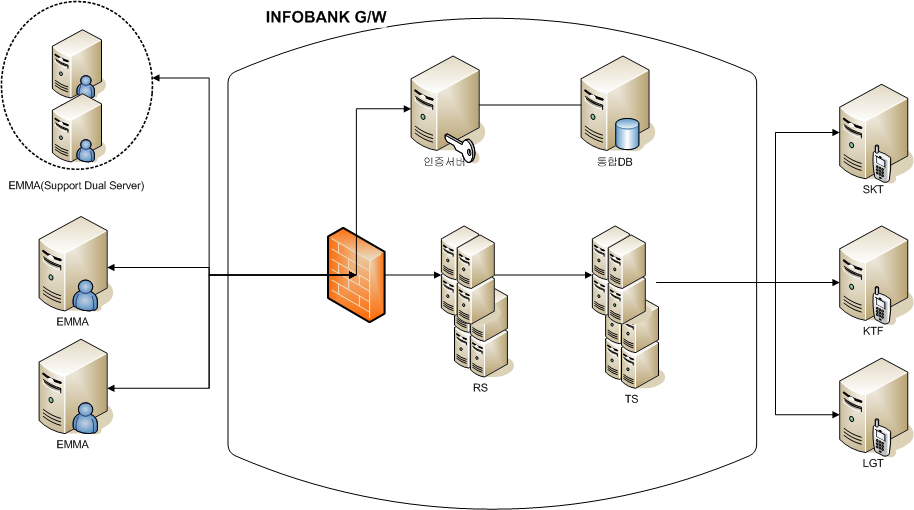 INFOBANK G/W
EMMA(Support Dual Server)
인증서버
통합DB
SKT
EMMA
KTF
EMMA
RS
TS
LGT